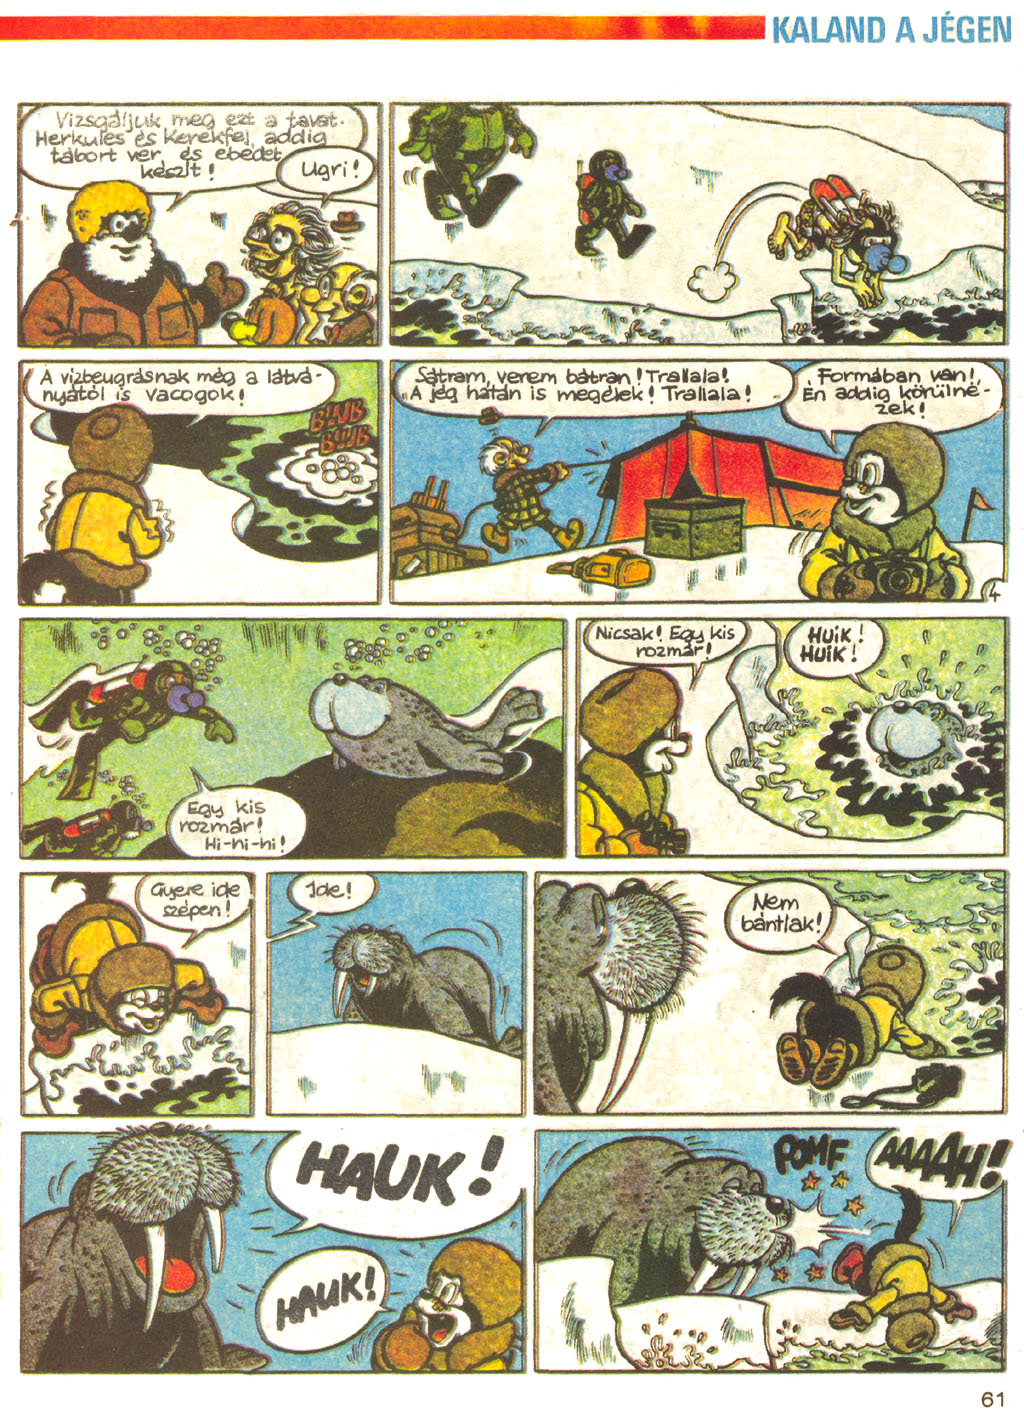 KALAND A JÉGEN
Vizsgáljuk meg ezt a tavat.
Herkules és Kerekfej, addig
tábort ver, és ebédet
készít!
Ugri!
A vízbeugrásnak még a látvá-
nyától is vacogok!
BLUB
BLUB
Sátram, verem bátran! Trallala!
A jég hátán is megélek! Trallala!
Formában van!
Én addig körülné-
zek!
4
Egy kis
rozmár!
Hi-hi-hi!
Nicsak! Egy kis
rozmár!
HUIK!
HUIK!
Gyere ide
szépen!
Ide!
Nem
bántlak!
HAUK!
HAUK!
POMF
AAAAH!
61